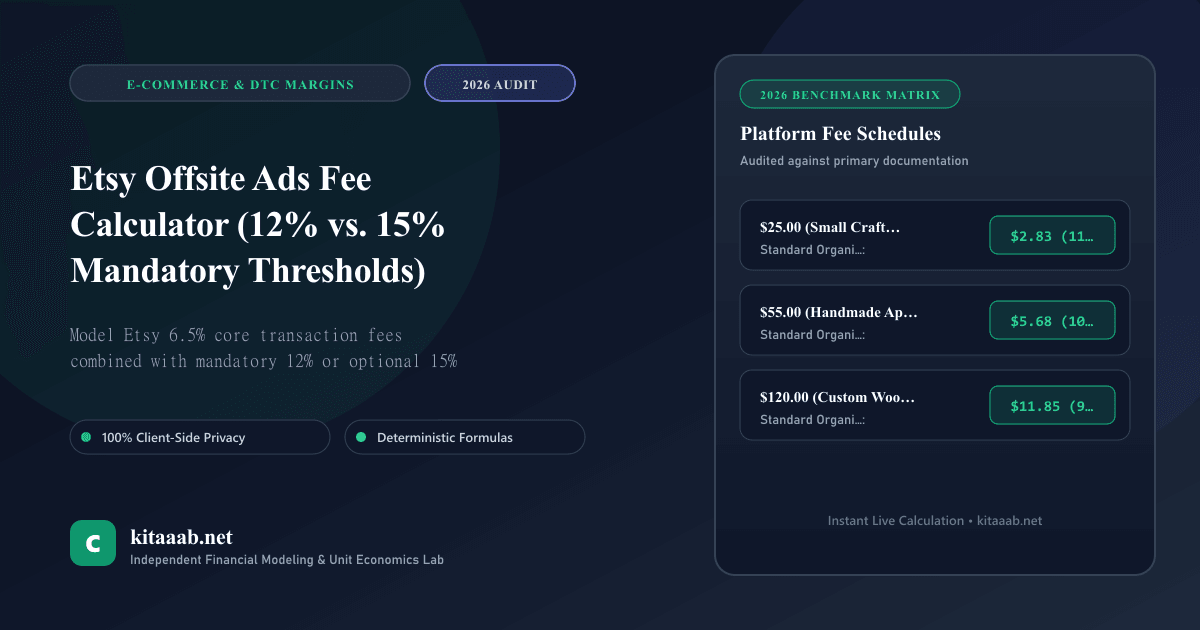 E-COMMERCE & DTC MARGINS
2026 AUDIT
Etsy Offsite Ads Fee
Calculator (12% vs. 15%
Mandatory Thresholds)
Model Etsy 6.5% core transaction fees
combined with mandatory 12% or optional 15%
100% Client-Side Privacy
Deterministic Formulas
C
kitaaab.net
Independent Financial Modeling & Unit Economics Lab
2026 BENCHMARK MATRIX
Platform Fee Schedules
Audited against primary documentation
$25.00 (Small Craft…
Standard Organi…:
$2.83 (11…
$55.00 (Handmade Ap…
Standard Organi…:
$5.68 (10…
$120.00 (Custom Woo…
Standard Organi…:
$11.85 (9…
Instant Live Calculation • kitaaab.net